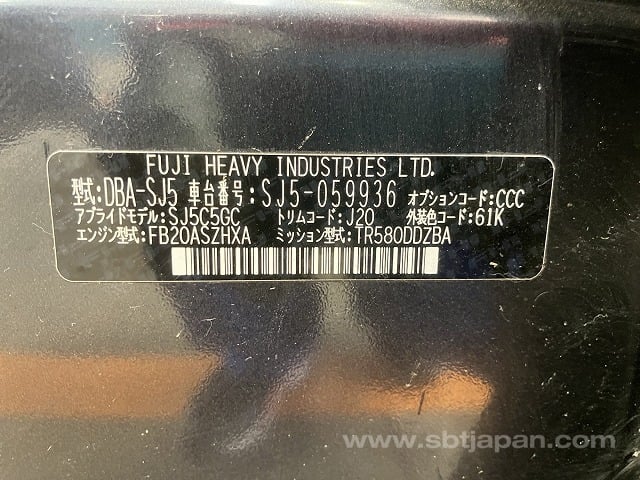 FUJI HEAVY INDUSTRIES LTD.
型式:DBA-SJ5 車台番号:SJ5-059936 オプションコード:CCC
アプライドモデル:SJ5C5GC トリムコード:J20 外装色コード:61K
エンジン型式:FB20ASZHXA ミッション型式:TR580DDZBA
www.sbtjapan.com